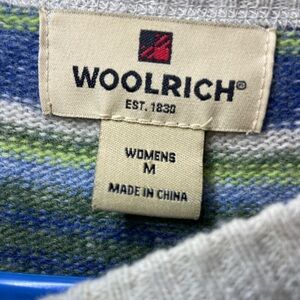 WOOLRICH®
EST. 1830
WOMENS
M
MADE IN CHINA